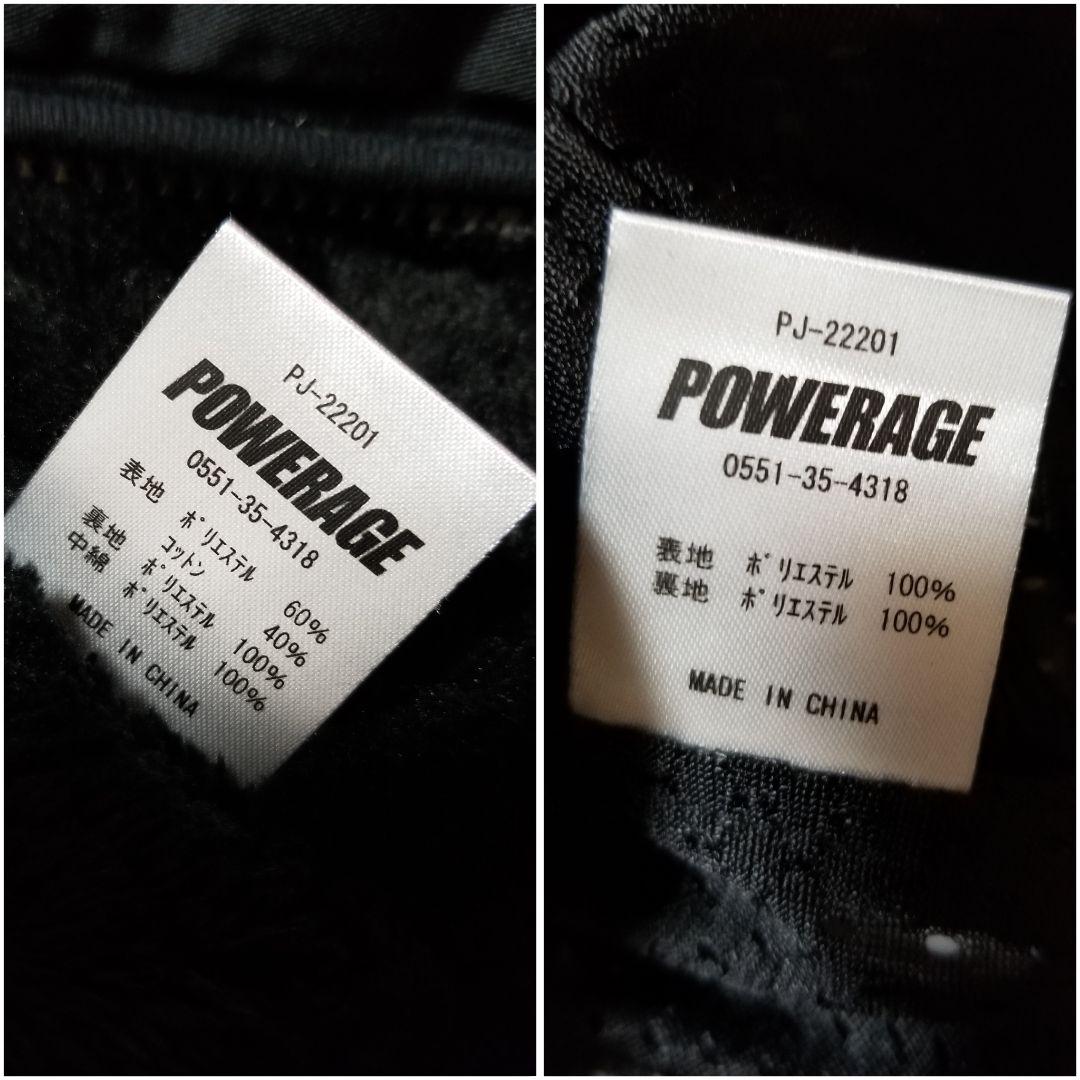 PJ-22201
POWERAGE
0551-35-4318
表地 ﾎﾟﾘｴｽﾃﾙ 60%
コットン 40%
裏地 ﾎﾟﾘｴｽﾃﾙ 100%
中綿 ﾎﾟﾘｴｽﾃﾙ 100%
MADE IN CHINA
PJ-22201
POWERAGE
0551-35-4318
表地 ﾎﾟﾘｴｽﾃﾙ 100%
裏地 ﾎﾟﾘｴｽﾃﾙ 100%
MADE IN CHINA